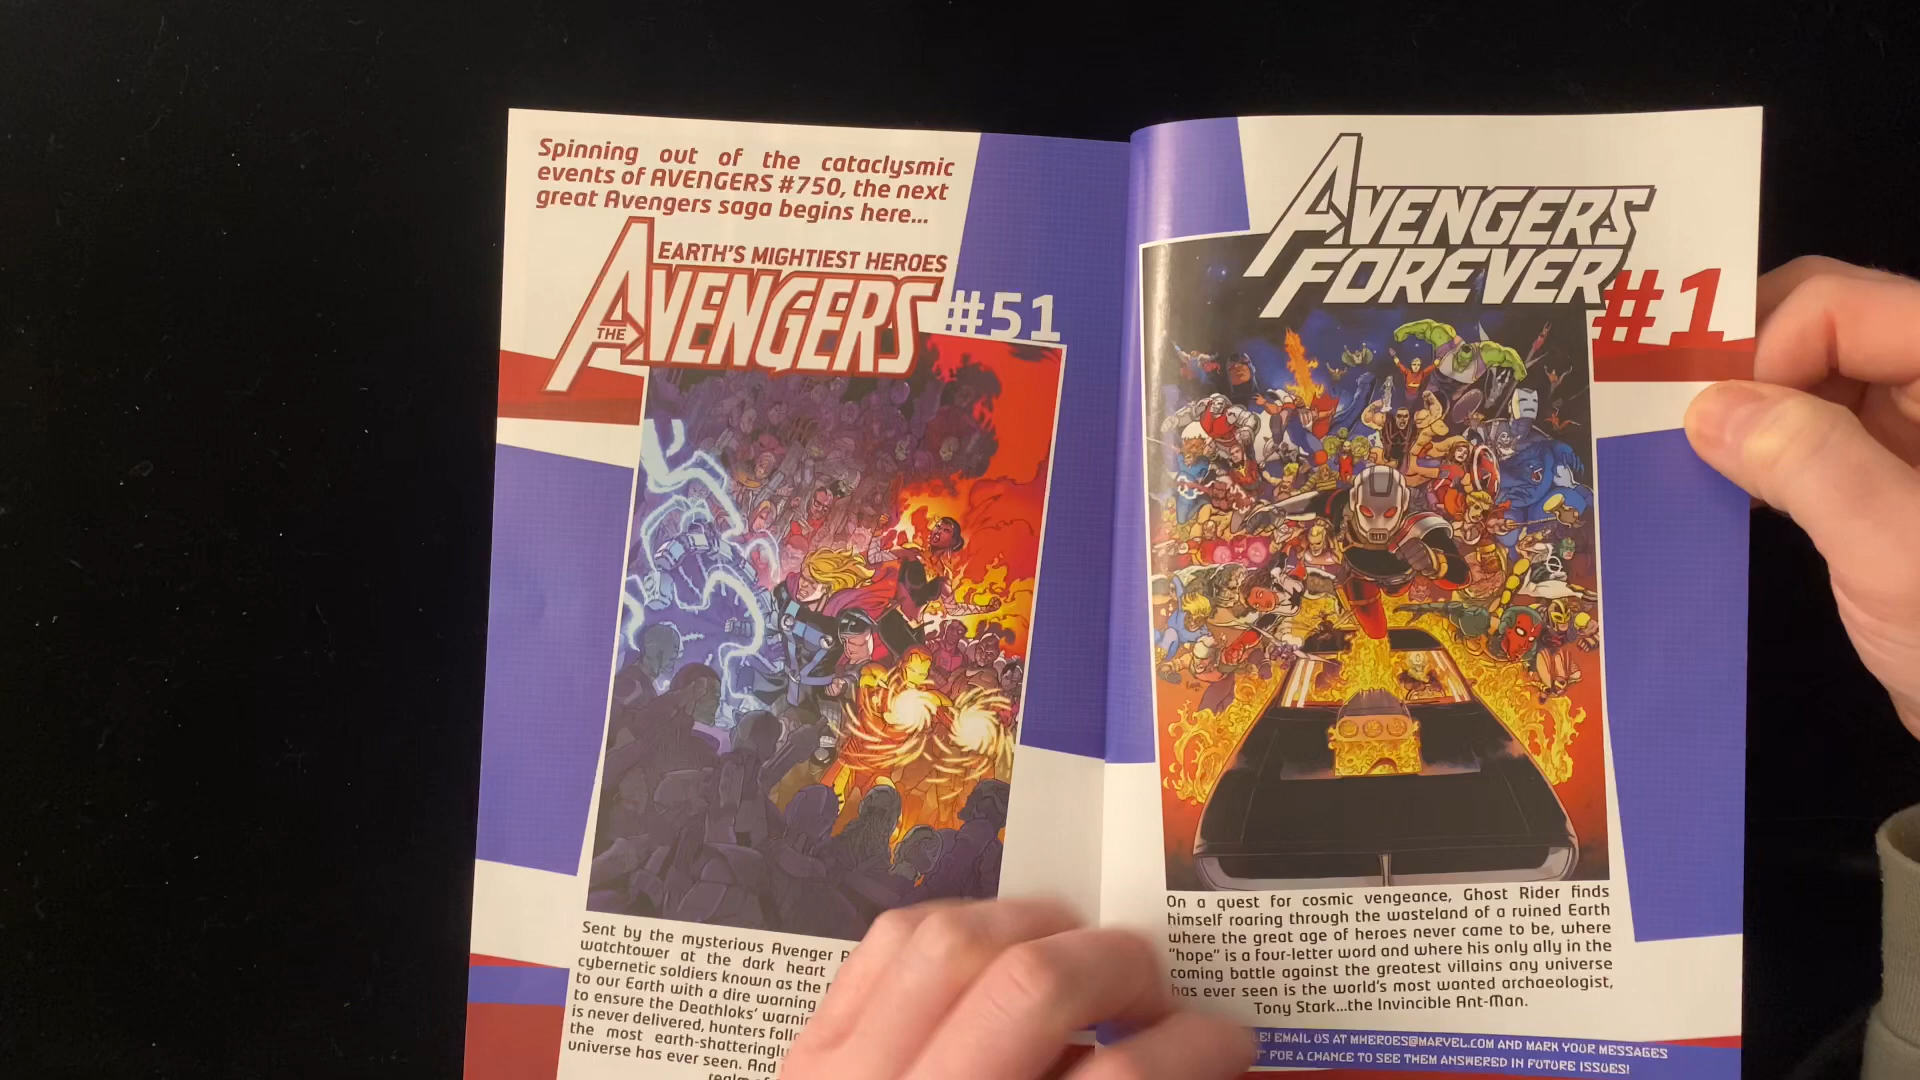 Spinning out of the cataclysmic
events of AVENGERS #750, the next
great Avengers saga begins here...
EARTH'S MIGHTIEST HEROES
THE AVENGERS
#51
Sent by the mysterious Avenger
watchtower at the dark heart
cybernetic soldiers known as the
to our Earth with a dire warning
to ensure the Deathloks'
is never delivered, hunters
the most earth-shatteringly
universe has ever seen. And
AVENGERS
FOREVER
#1
On a quest for cosmic vengeance, Ghost Rider finds
himself roaring through the wasteland of a ruined Earth
where the great age of heroes never came to be, where
"hope" is a four-letter word and where his only ally in the
coming battle against the greatest villains any universe
has ever seen is the world's most wanted archaeologist,
Tony Stark...the Invincible Ant-Man.
EMAIL US AT MHEROES@MARVEL.COM AND MARK YOUR MESSAGES
FOR A CHANCE TO SEE THEM ANSWERED IN FUTURE ISSUES!